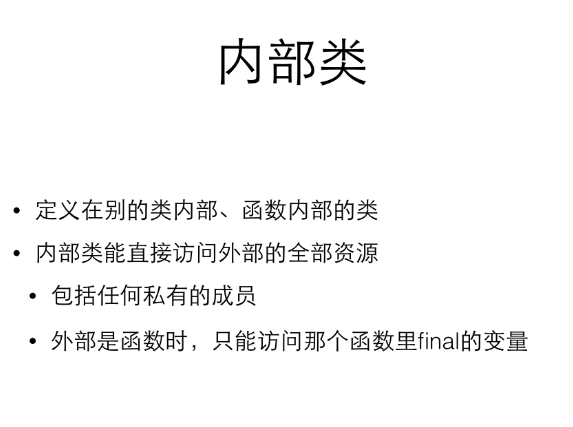 内部类
• 定义在别的类内部、函数内部的类
• 内部类能直接访问外部的全部资源
• 包括任何私有的成员
• 外部是函数时，只能访问那个函数里final的变量